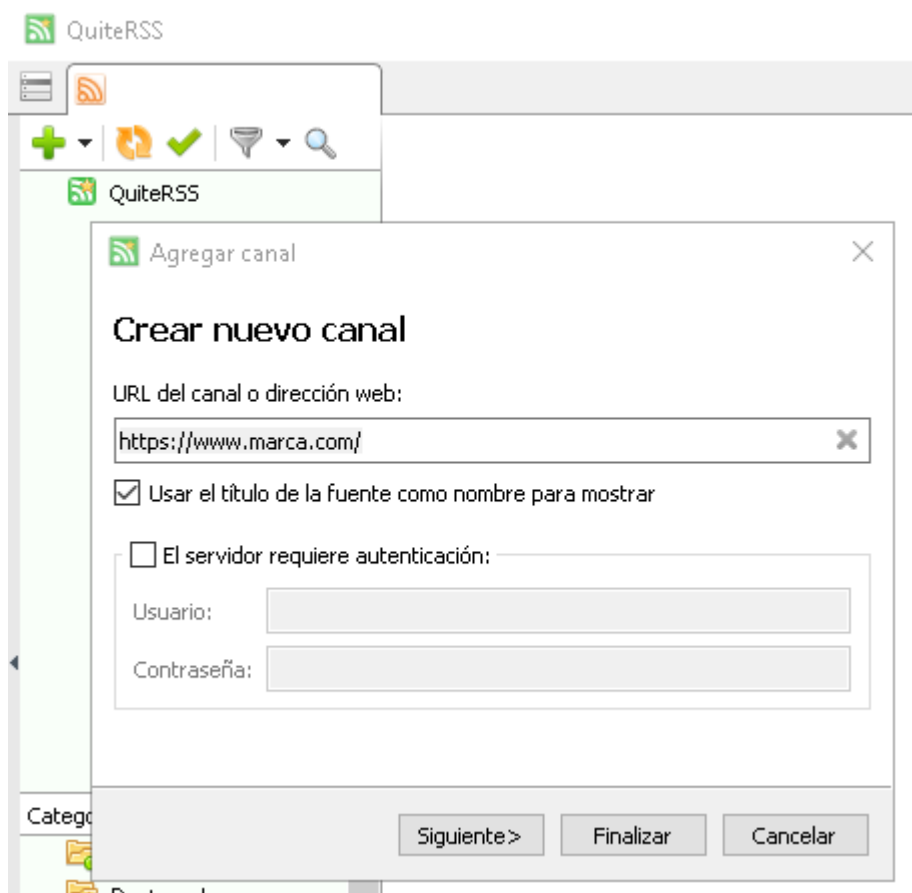 QuiteRSS
QuiteRSS
Agregar canal
Crear nuevo canal
URL del canal o dirección web:
https://www.marca.com/
Usar el título de la fuente como nombre para mostrar
El servidor requiere autenticación:
Usuario:
Contraseña:
Catego
Siguiente >
Finalizar
Cancelar